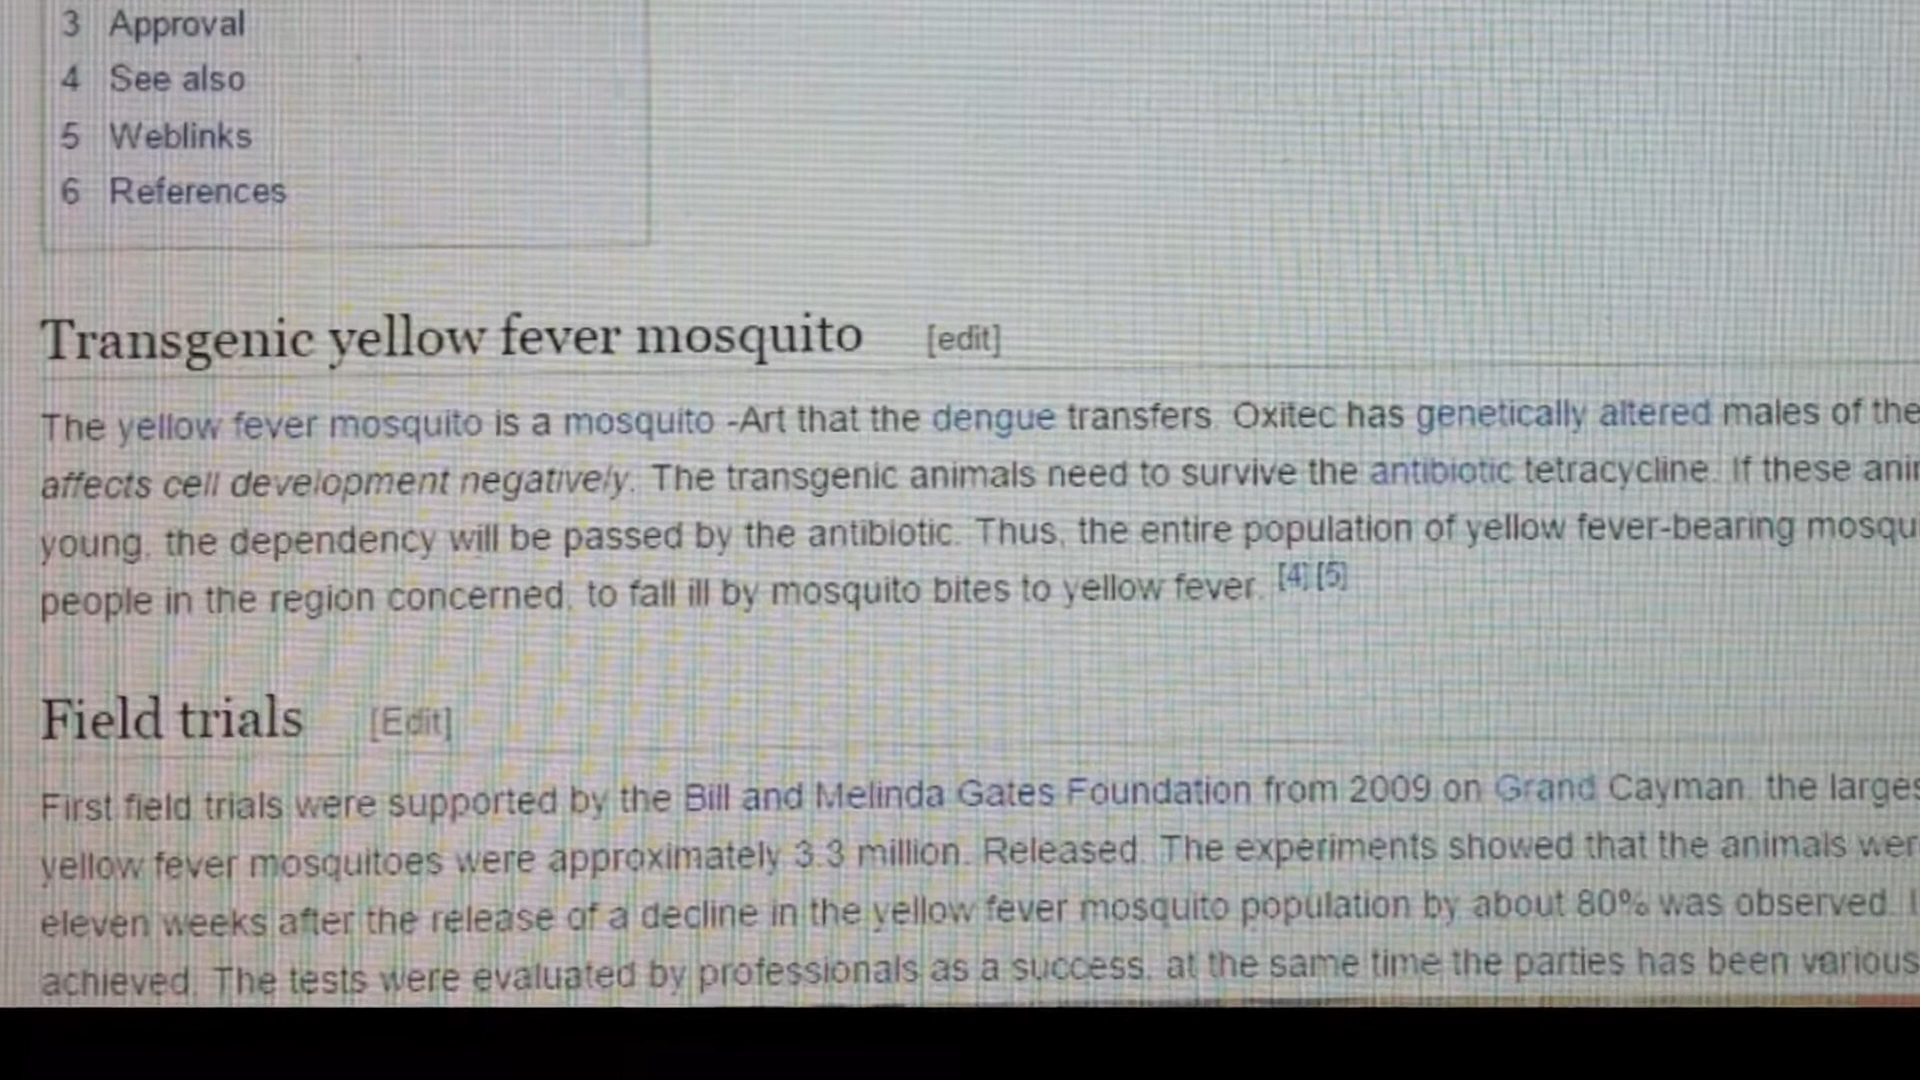 3 Approval
4 See also
5 Weblinks
6 References
Transgenic yellow fever mosquito [edit]
The yellow fever mosquito is a mosquito -Art that the dengue transfers. Oxitec has genetically altered males of the
affects cell development negatively. The transgenic animals need to survive the antibiotic tetracycline. If these
young, the dependency will be passed by the antibiotic. Thus, the entire population of yellow fever-bearing
people in the region concerned, to fall ill by mosquito bites to yellow fever. [4] [5]
Field trials [Edit]
First field trials were supported by the Bill and Melinda Gates Foundation from 2009 on Grand Cayman, the
yellow fever mosquitoes were approximately 3.3 million. Released. The experiments showed that the animals
eleven weeks after the release of a decline in the yellow fever mosquito population by about 80% was observed.
achieved. The tests were evaluated by professionals as a success, at the same time the parties has been various